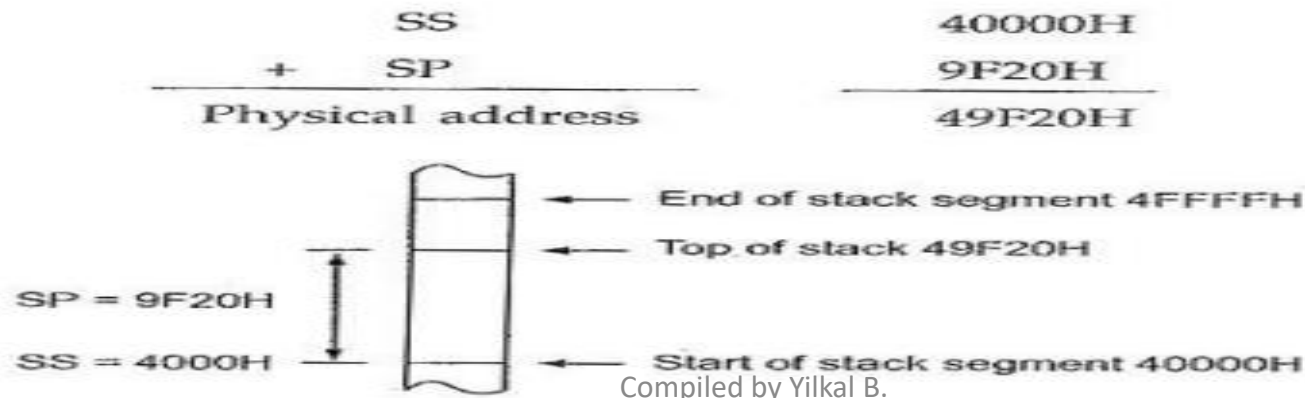 SS 40000H
+ SP 9F20H
Physical address 49F20H
End of stack segment 4FFFFH
Top of stack 49F20H
SP = 9F20H
SS = 4000H Start of stack segment 40000H
Compiled by Yilkal B.